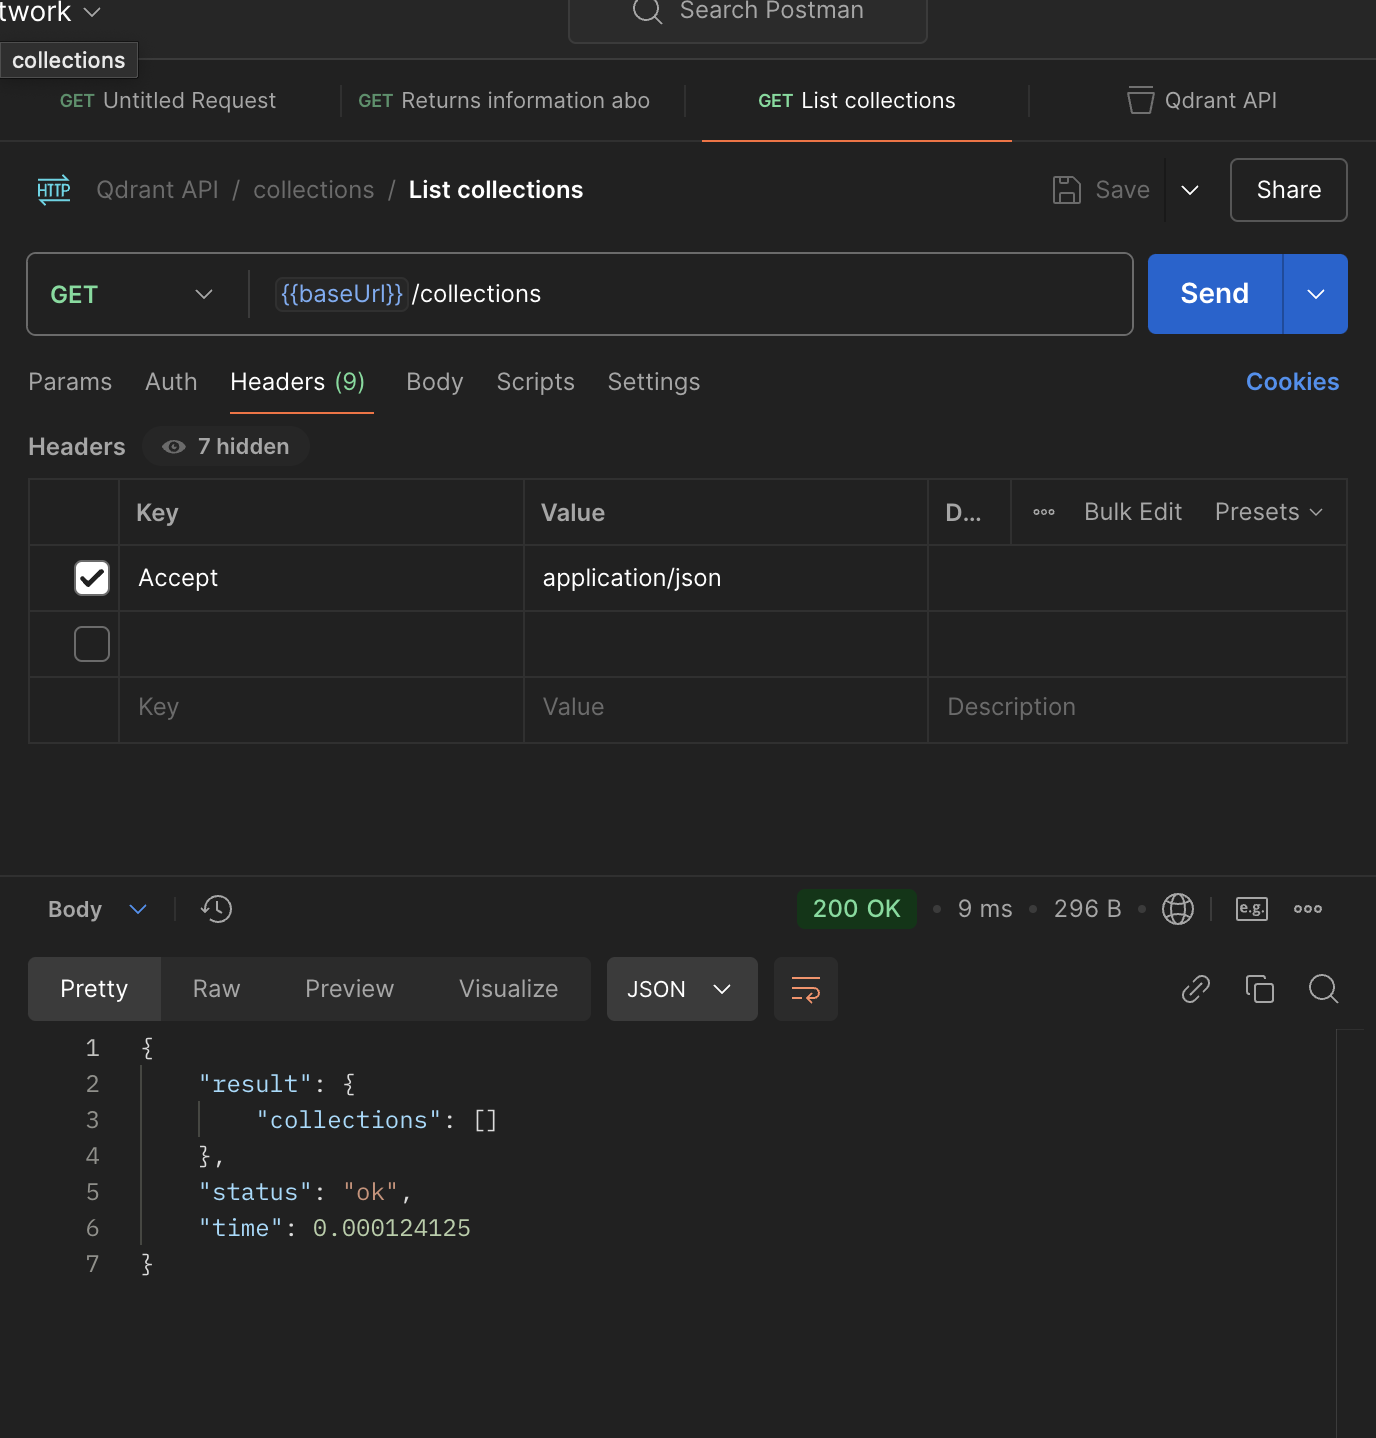 twork
Search Postman
collections
GET Untitled Request
GET Returns information abo
GET List collections
Qdrant API
HTTP
Qdrant API / collections / List collections
Save
Share
GET
{{baseUrl}} /collections
Send
Params
Auth
Headers (9)
Body
Scripts
Settings
Cookies
Headers
7 hidden
Key
Value
D...
Bulk Edit
Presets
Accept
application/json
Key
Value
Description
Body
200 OK
9 ms
296 B
e.g.
Pretty
Raw
Preview
Visualize
JSON
1 {
2 "result": {
3 "collections": []
4 },
5 "status": "ok",
6 "time": 0.000124125
7 }